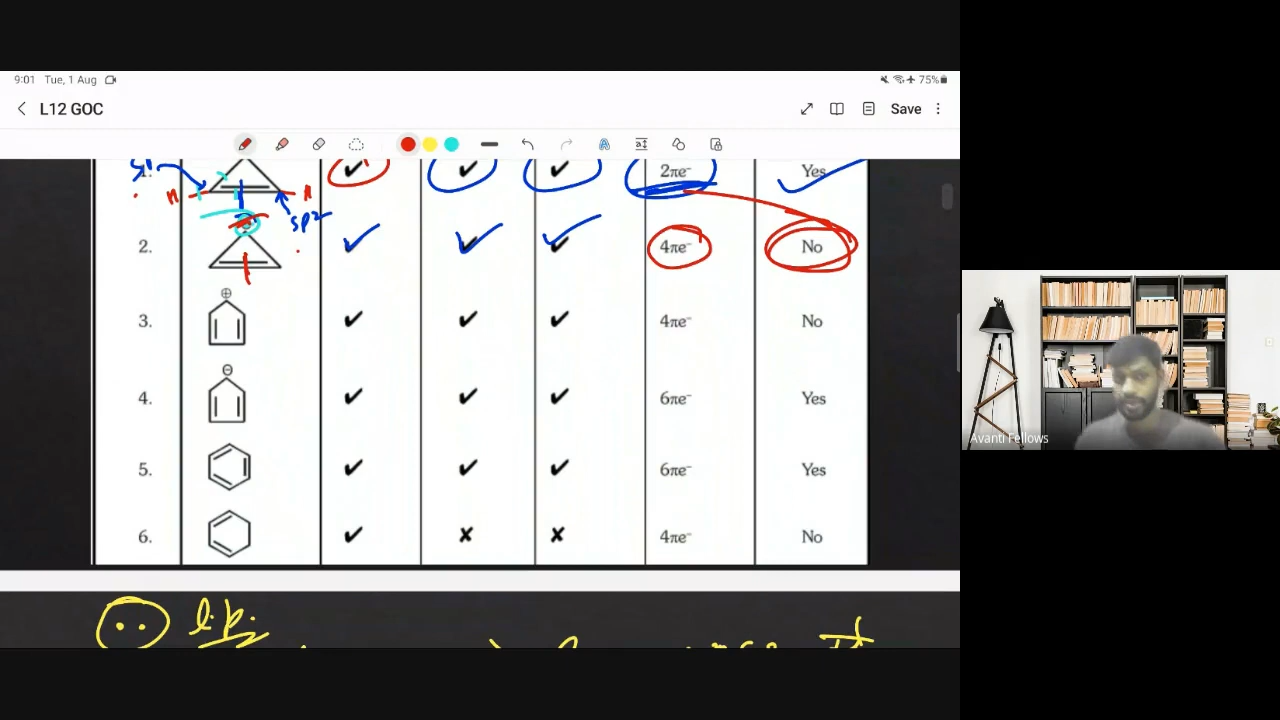 9:01 Tue, 1 Aug 75%
L12 GOC Save
1. ✔ ✔ ✔ 2πe⁻ Yes
sp2
2. ✔ ✔ ✔ 4πe⁻ No
⊕
3. ✔ ✔ ✔ 4πe⁻ No
⊖
4. ✔ ✔ ✔ 6πe⁻ Yes
Avanti Fellows
5. ✔ ✔ ✔ 6πe⁻ Yes
6. ✔ ✘ ✘ 4πe⁻ No
l.p.